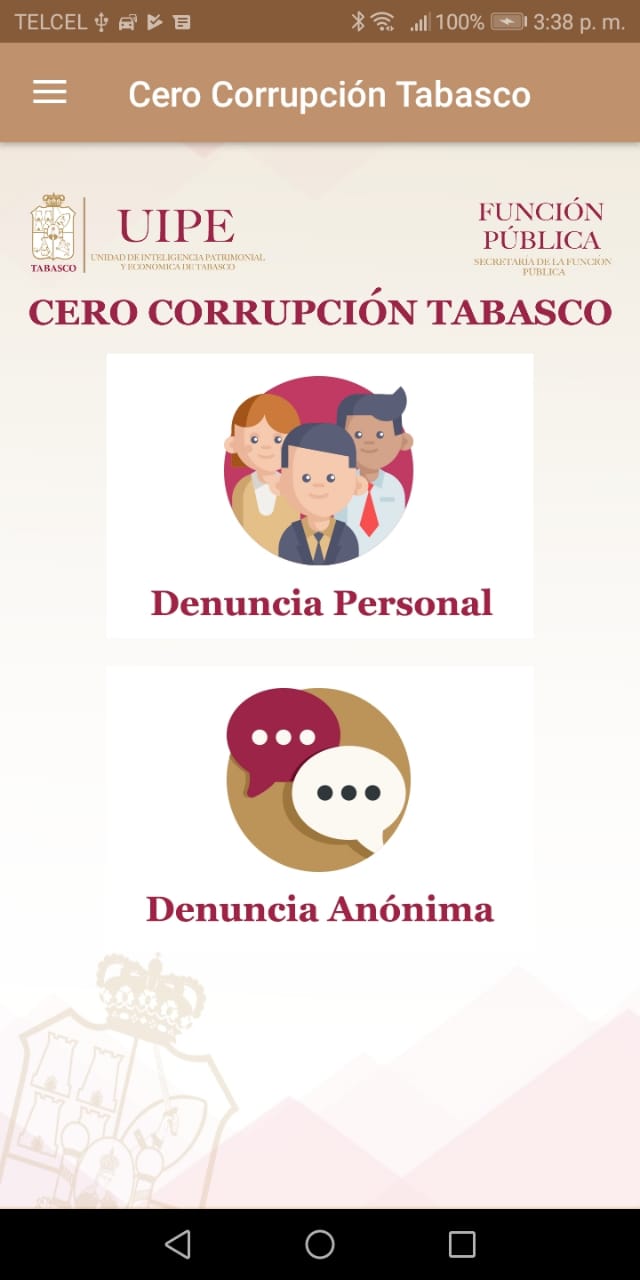 TELCEL 100% 3:38 p. m.
Cero Corrupción Tabasco
TABASCO
UIPE
UNIDAD DE INTELIGENCIA PATRIMONIAL
Y ECONOMICA DE TABASCO
FUNCIÓN
PÚBLICA
SECRETARÍA DE LA FUNCIÓN
PUBLICA
CERO CORRUPCIÓN TABASCO
Denuncia Personal
Denuncia Anónima